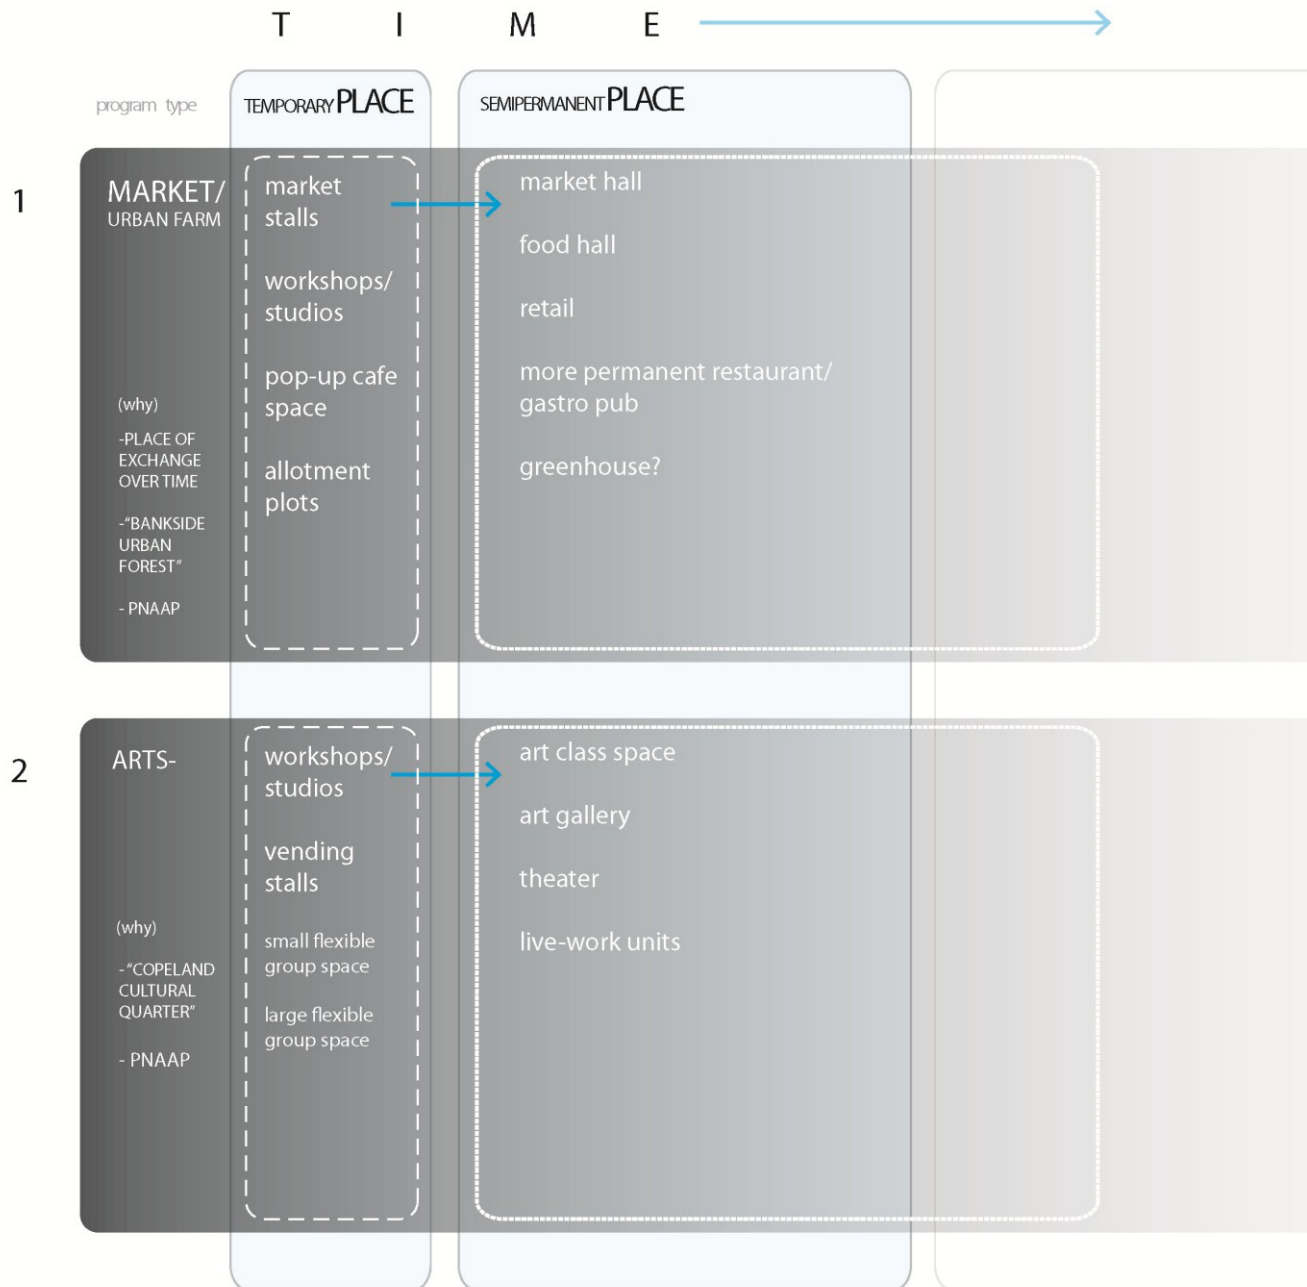 T I M E
program type
TEMPORARY PLACE
SEMIPERMANENT PLACE
1
MARKET/
URBAN FARM
(why)
-PLACE OF
EXCHANGE
OVER TIME
-"BANKSIDE
URBAN
FOREST"
- PNAAP
market
stalls
workshops/
studios
pop-up cafe
space
allotment
plots
market hall
food hall
retail
more permanent restaurant/
gastro pub
greenhouse?
2
ARTS-
(why)
-"COPELAND
CULTURAL
QUARTER"
- PNAAP
workshops/
studios
vending
stalls
small flexible
group space
large flexible
group space
art class space
art gallery
theater
live-work units